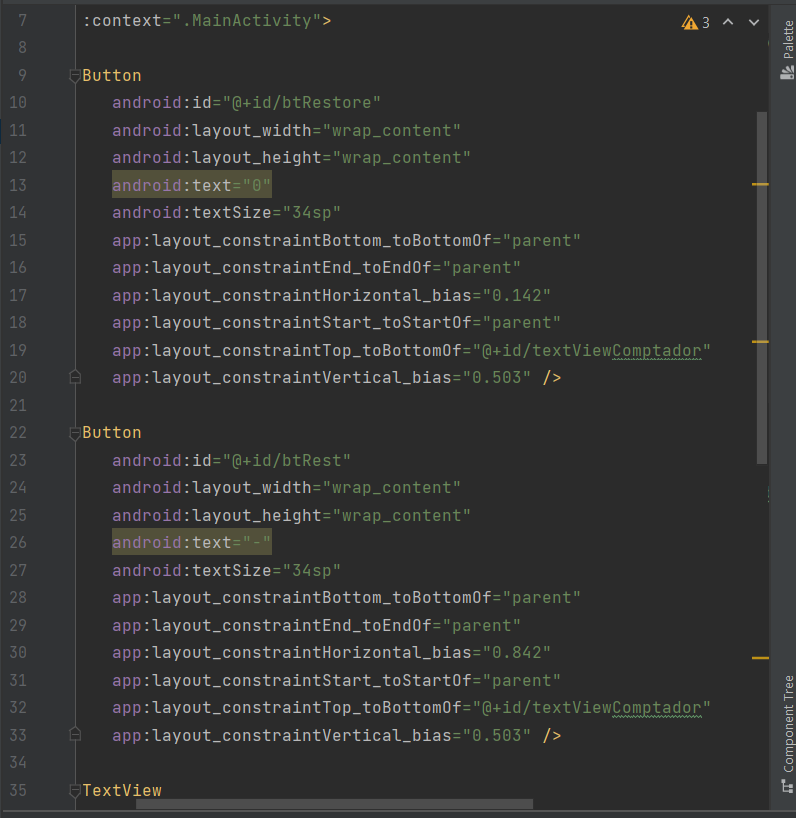 7 :context=".MainActivity">
3
8
9 Button
10 android:id="@+id/btRestore"
11 android:layout_width="wrap_content"
12 android:layout_height="wrap_content"
13 android:text="0"
14 android:textSize="34sp"
15 app:layout_constraintBottom_toBottomOf="parent"
16 app:layout_constraintEnd_toEndOf="parent"
17 app:layout_constraintHorizontal_bias="0.142"
18 app:layout_constraintStart_toStartOf="parent"
19 app:layout_constraintTop_toBottomOf="@+id/textViewComptador"
20 app:layout_constraintVertical_bias="0.503" />
21
22 Button
23 android:id="@+id/btRest"
24 android:layout_width="wrap_content"
25 android:layout_height="wrap_content"
26 android:text="-"
27 android:textSize="34sp"
28 app:layout_constraintBottom_toBottomOf="parent"
29 app:layout_constraintEnd_toEndOf="parent"
30 app:layout_constraintHorizontal_bias="0.842"
31 app:layout_constraintStart_toStartOf="parent"
32 app:layout_constraintTop_toBottomOf="@+id/textViewComptador"
33 app:layout_constraintVertical_bias="0.503" />
34
35 TextView
Palette
Component Tree